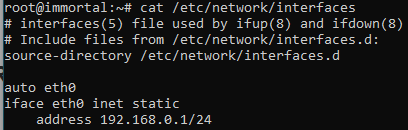 root@immortal:~# cat /etc/network/interfaces
# interfaces(5) file used by ifup(8) and ifdown(8)
# Include files from /etc/network/interfaces.d:
source-directory /etc/network/interfaces.d
auto eth0
iface eth0 inet static
address 192.168.0.1/24